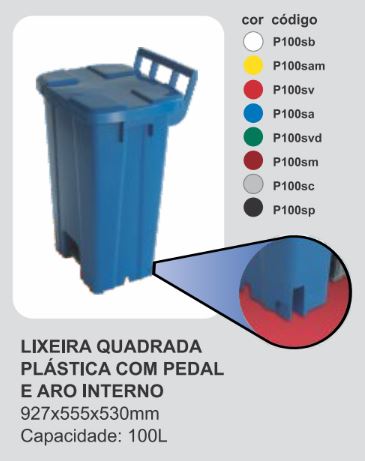 cor código
P100sb
P100sam
P100sv
P100sa
P100svd
P100sm
P100sc
P100sp
LIXEIRA QUADRADA
PLÁSTICA COM PEDAL
E ARO INTERNO
927x555x530mm
Capacidade: 100L